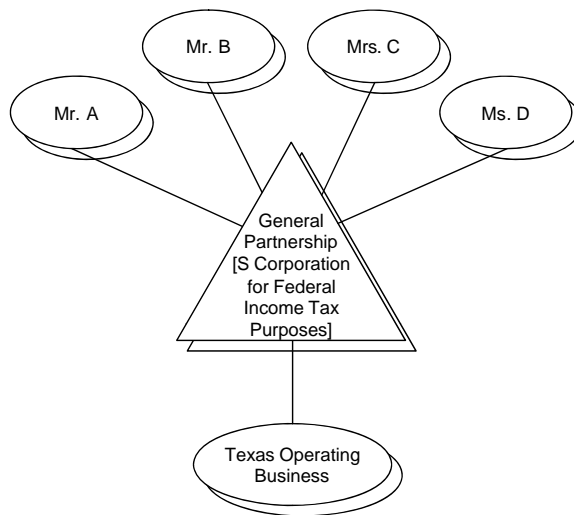 Mr. B
Mrs. C
Mr. A
Ms. D
General
Partnership
[S Corporation
for Federal
Income Tax
Purposes]
Texas Operating
Business